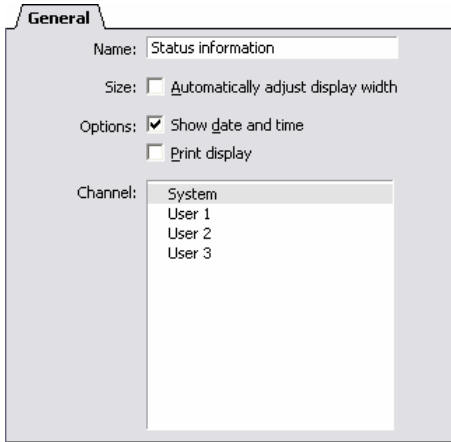 General
Name: Status information
Size: Automatically adjust display width
Options: Show date and time
Print display
Channel: System
User 1
User 2
User 3